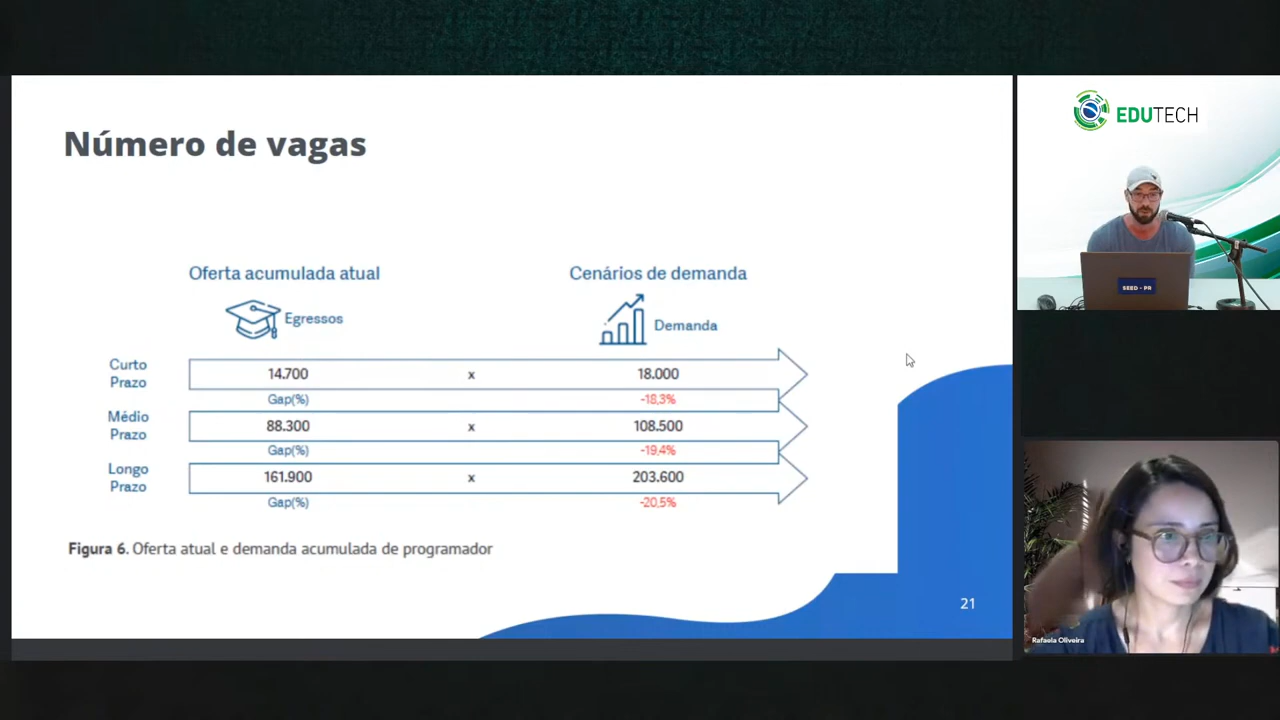 Número de vagas
Oferta acumulada atual
Cenários de demanda
Egressos
Demanda
Curto
Prazo
14.700 x 18.000
Gap(%) -18,3%
Médio
Prazo
88.300 x 108.500
Gap(%) -19,4%
Longo
Prazo
161.900 x 203.600
Gap(%) -20,5%
Figura 6. Oferta atual e demanda acumulada de programador
21
EDUTECH
SEED - PR
Rafaela Oliveira